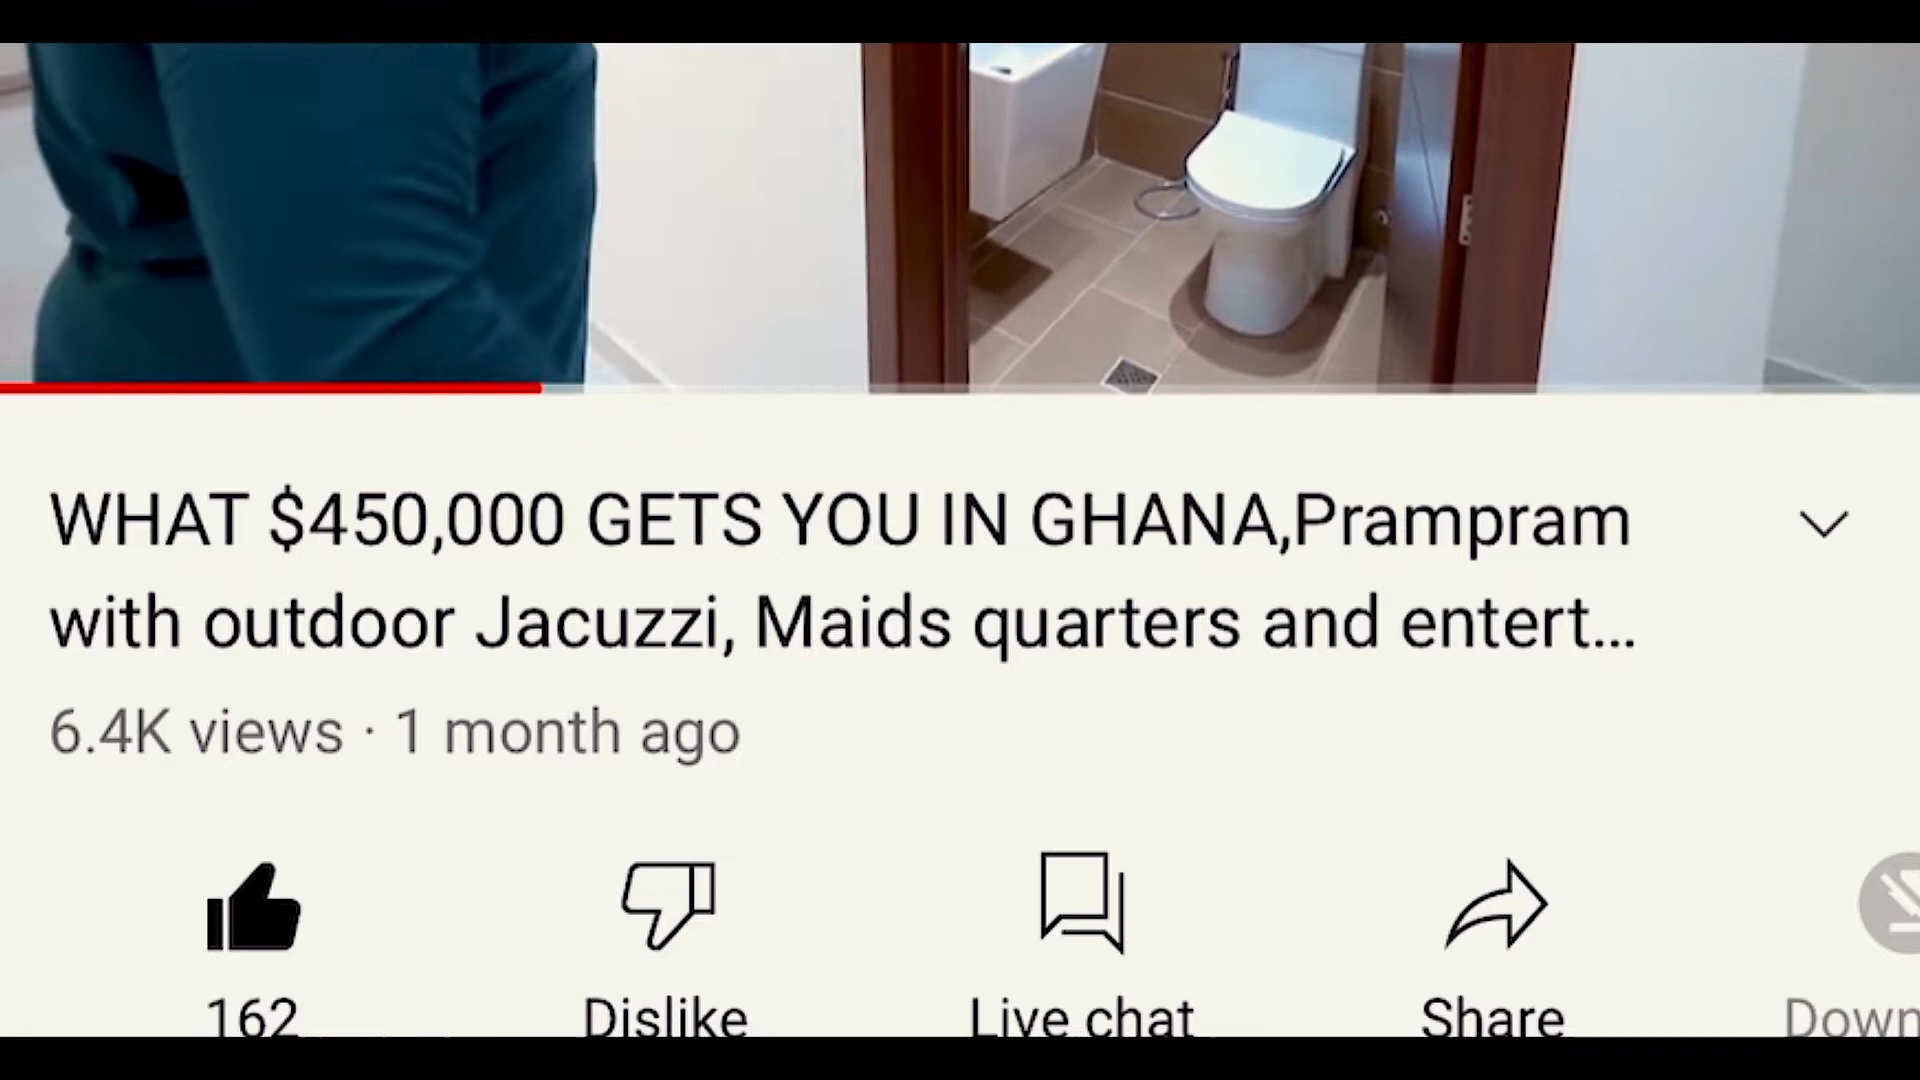 WHAT $450,000 GETS YOU IN GHANA,Prampram
with outdoor Jacuzzi, Maids quarters and entert...
6.4K views · 1 month ago
162 Dislike Live chat Share Down